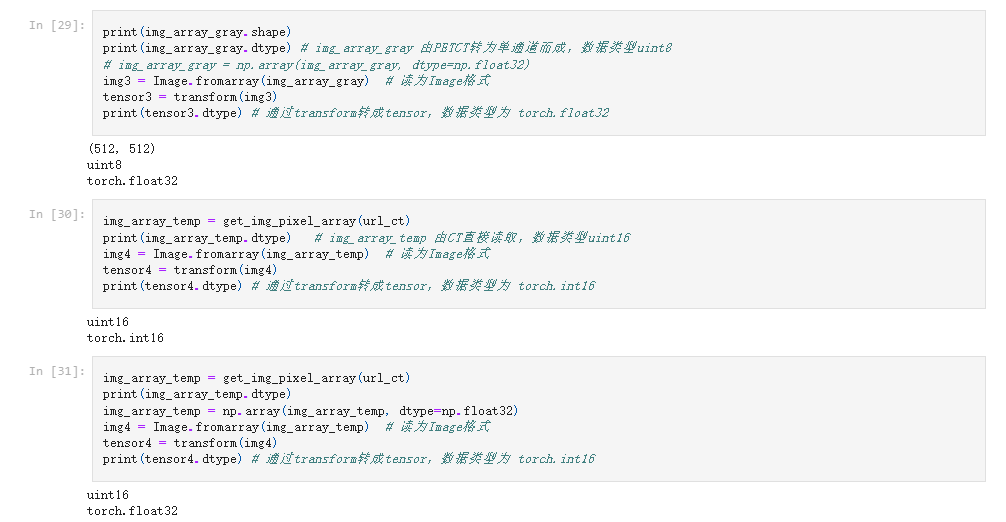 In [29]:
print(img_array_gray.shape)
print(img_array_gray.dtype) # img_array_gray 由PETCT转为单通道而成，数据类型uint8
# img_array_gray = np.array(img_array_gray, dtype=np.float32)
img3 = Image.fromarray(img_array_gray)  # 读为Image格式
tensor3 = transform(img3)
print(tensor3.dtype) # 通过transform转成tensor，数据类型为 torch.float32
(512, 512)
uint8
torch.float32
In [30]:
img_array_temp = get_img_pixel_array(url_ct)
print(img_array_temp.dtype)   # img_array_temp 由CT直接读取，数据类型uint16
img4 = Image.fromarray(img_array_temp)  # 读为Image格式
tensor4 = transform(img4)
print(tensor4.dtype) # 通过transform转成tensor，数据类型为 torch.int16
uint16
torch.int16
In [31]:
img_array_temp = get_img_pixel_array(url_ct)
print(img_array_temp.dtype)
img_array_temp = np.array(img_array_temp, dtype=np.float32)
img4 = Image.fromarray(img_array_temp)  # 读为Image格式
tensor4 = transform(img4)
print(tensor4.dtype) # 通过transform转成tensor，数据类型为 torch.int16
uint16
torch.float32